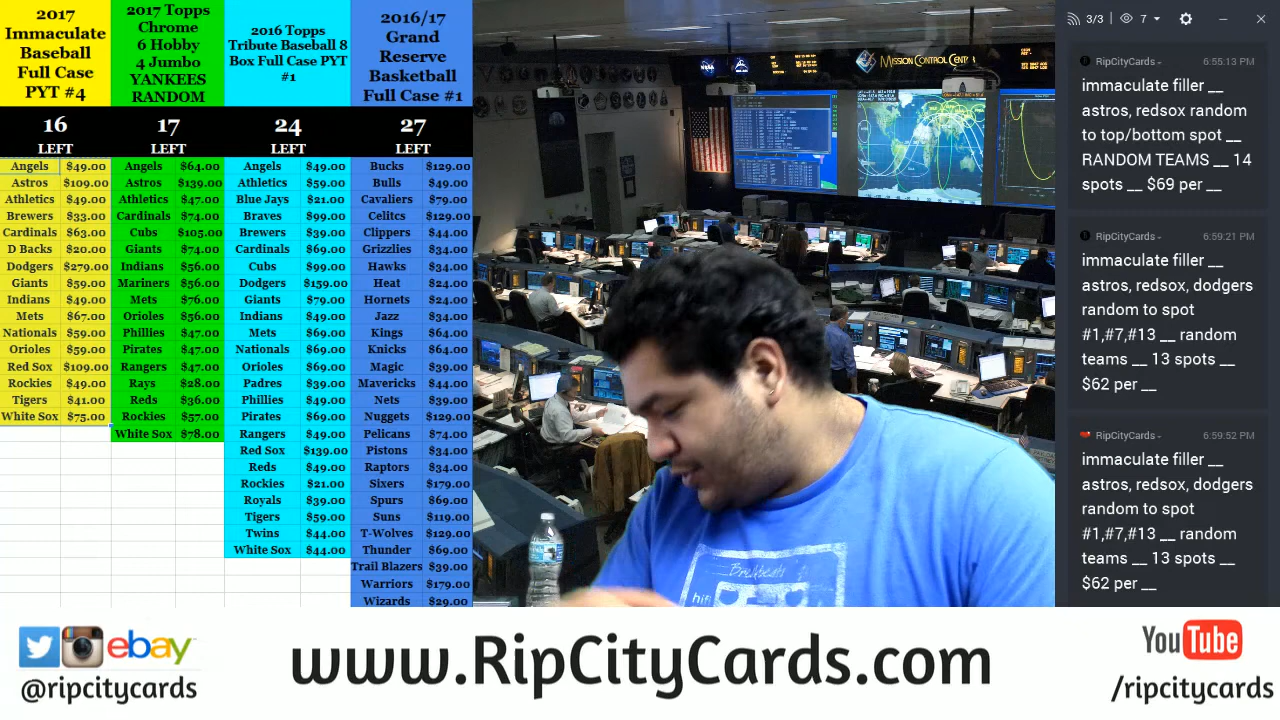 2017
Immaculate
Baseball
Full Case
PYT #4
16
LEFT
Angels $49.00
Astros $109.00
Athletics $49.00
Brewers $33.00
Cardinals $63.00
D Backs $20.00
Dodgers $279.00
Giants $59.00
Indians $49.00
Mets $67.00
Nationals $59.00
Orioles $59.00
Red Sox $109.00
Rockies $49.00
Tigers $41.00
White Sox $75.00
2017 Topps
Chrome
6 Hobby
4 Jumbo
YANKEES
RANDOM
17
LEFT
Angels $64.00
Astros $139.00
Athletics $47.00
Cardinals $74.00
Cubs $105.00
Giants $74.00
Indians $56.00
Mariners $56.00
Mets $76.00
Orioles $56.00
Phillies $47.00
Pirates $47.00
Rangers $47.00
Rays $28.00
Reds $36.00
Rockies $57.00
White Sox $78.00
2016 Topps
Tribute Baseball 8
Box Full Case PYT
#1
24
LEFT
Angels $49.00
Athletics $59.00
Blue Jays $21.00
Braves $99.00
Brewers $39.00
Cardinals $69.00
Cubs $99.00
Dodgers $159.00
Giants $79.00
Indians $49.00
Mets $69.00
Nationals $69.00
Orioles $69.00
Padres $39.00
Phillies $49.00
Pirates $69.00
Rangers $49.00
Red Sox $139.00
Reds $49.00
Rockies $21.00
Royals $39.00
Tigers $59.00
Twins $44.00
White Sox $44.00
2016/17
Grand
Reserve
Basketball
Full Case #1
27
LEFT
Bucks $129.00
Bulls $49.00
Cavaliers $79.00
Celitcs $129.00
Clippers $44.00
Grizzlies $34.00
Hawks $34.00
Heat $24.00
Hornets $24.00
Jazz $34.00
Kings $64.00
Knicks $64.00
Magic $39.00
Mavericks $44.00
Nets $39.00
Nuggets $129.00
Pelicans $74.00
Pistons $34.00
Raptors $34.00
Sixers $179.00
Spurs $69.00
Suns $119.00
T-Wolves $129.00
Thunder $69.00
Trail Blazers $39.00
Warriors $179.00
Wizards $29.00
NASA
MISSION CONTROL CENTER
Breakbeats
hifi
3/3 7
RipCityCards 6:55:13 PM
immaculate filler __
astros, redsox random
to top/bottom spot __
RANDOM TEAMS __ 14
spots __ $69 per __
RipCityCards 6:59:21 PM
immaculate filler __
astros, redsox, dodgers
random to spot
#1,#7,#13 __ random
teams __ 13 spots __
$62 per __
RipCityCards 6:59:52 PM
immaculate filler __
astros, redsox, dodgers
random to spot
#1,#7,#13 __ random
teams __ 13 spots __
$62 per __
ebay
@ripcitycards
www.RipCityCards.com
YouTube
/ripcitycards